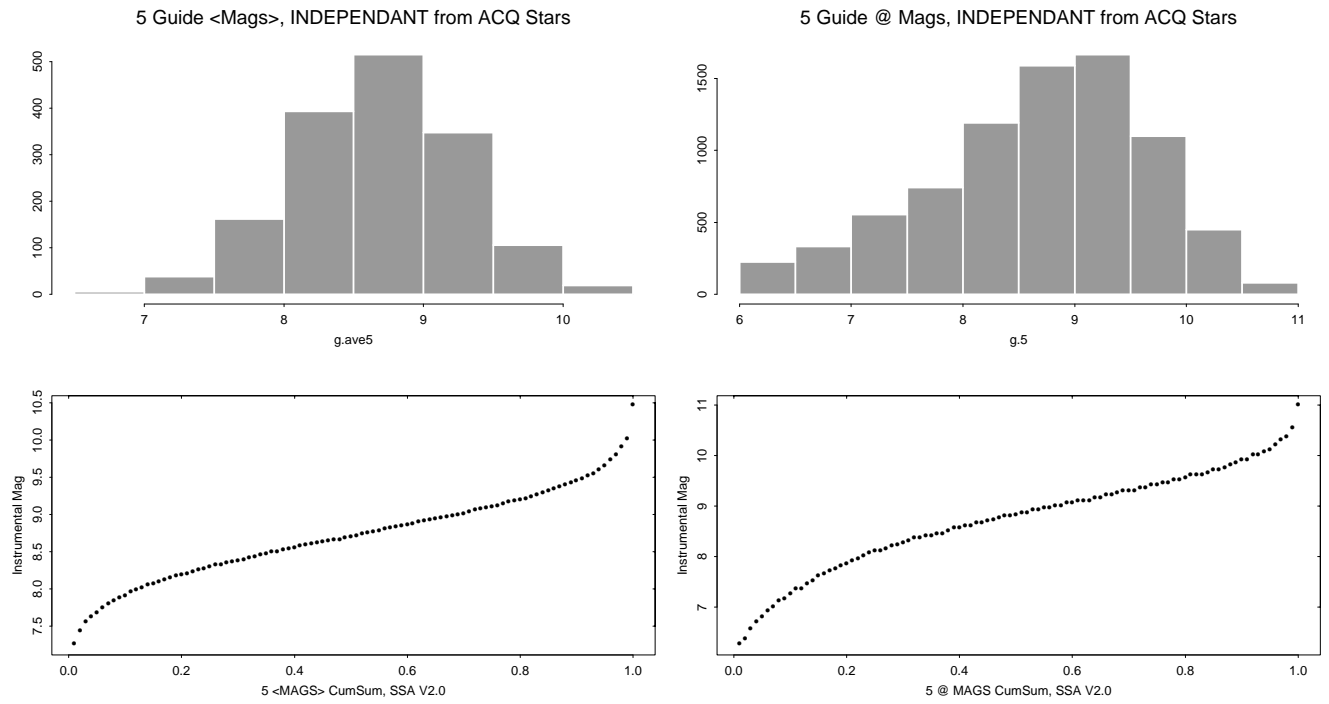 5 Guide <Mags>, INDEPENDANT from ACQ Stars
0 100 200 300 400 500
7 8 9 10
g.ave5
5 Guide @ Mags, INDEPENDANT from ACQ Stars
0 500 1000 1500
6 7 8 9 10 11
g.5
Instrumental Mag
7.5 8.0 8.5 9.0 9.5 10.0 10.5
0.0 0.2 0.4 0.6 0.8 1.0
5 <MAGS> CumSum, SSA V2.0
Instrumental Mag
7 8 9 10 11
0.0 0.2 0.4 0.6 0.8 1.0
5 @ MAGS CumSum, SSA V2.0